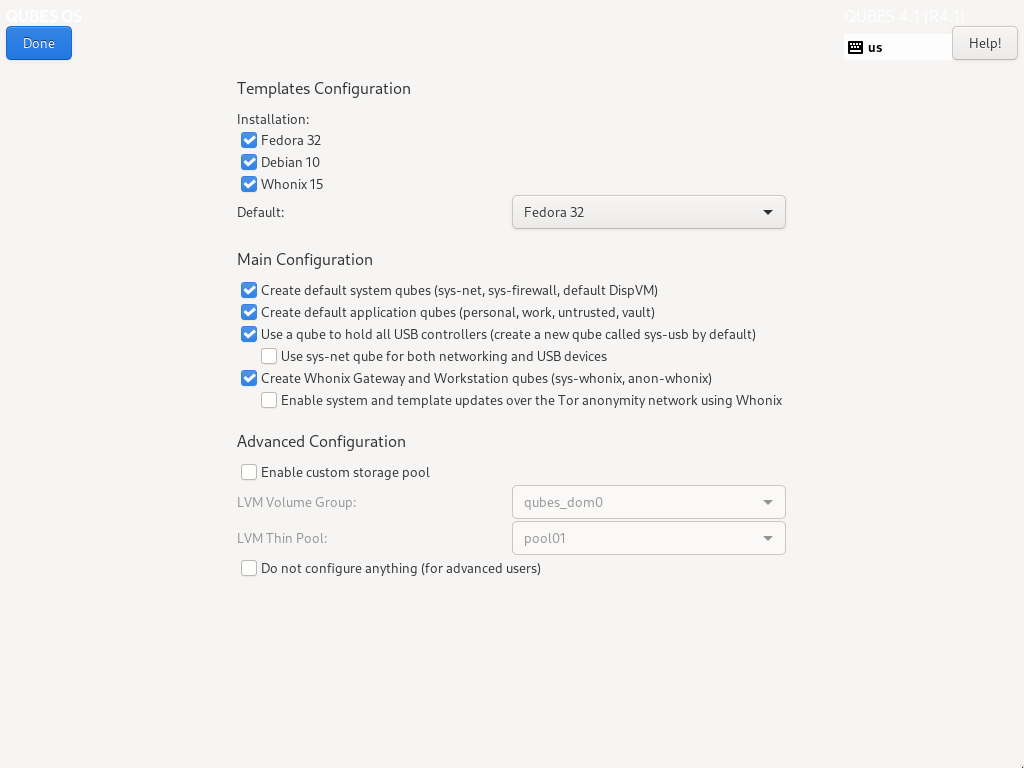 QUBES OS
QUBES 4.1 (R4.1)
Done
us
Help!
Templates Configuration
Installation:
Fedora 32
Debian 10
Whonix 15
Default:
Fedora 32
Main Configuration
Create default system qubes (sys-net, sys-firewall, default DispVM)
Create default application qubes (personal, work, untrusted, vault)
Use a qube to hold all USB controllers (create a new qube called sys-usb by default)
Use sys-net qube for both networking and USB devices
Create Whonix Gateway and Workstation qubes (sys-whonix, anon-whonix)
Enable system and template updates over the Tor anonymity network using Whonix
Advanced Configuration
Enable custom storage pool
LVM Volume Group:
qubes_dom0
LVM Thin Pool:
pool01
Do not configure anything (for advanced users)